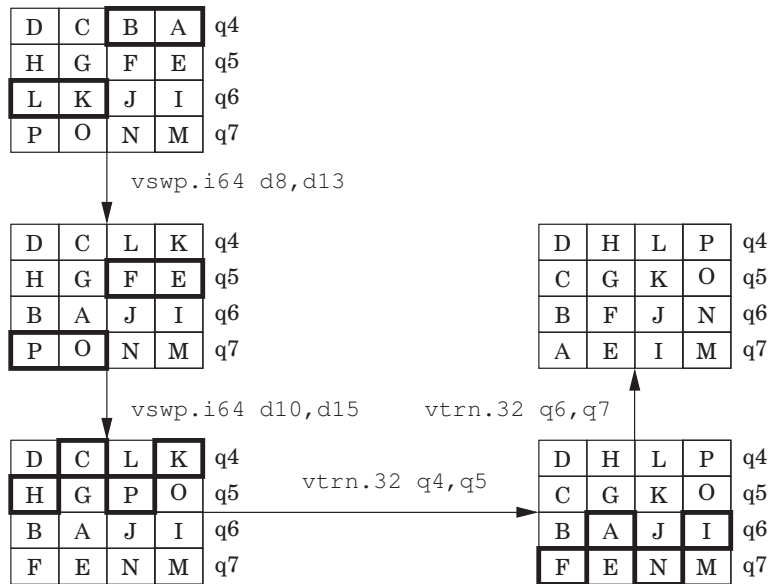 D C B A q4
H G F E q5
L K J I q6
P O N M q7
vswp.i64 d8,d13
D C L K q4
H G F E q5
B A J I q6
P O N M q7
D H L P q4
C G K O q5
B F J N q6
A E I M q7
vswp.i64 d10,d15
vtrn.32 q6,q7
D C L K q4
H G P O q5
B A J I q6
F E N M q7
vtrn.32 q4,q5
D H L P q4
C G K O q5
B A J I q6
F E N M q7